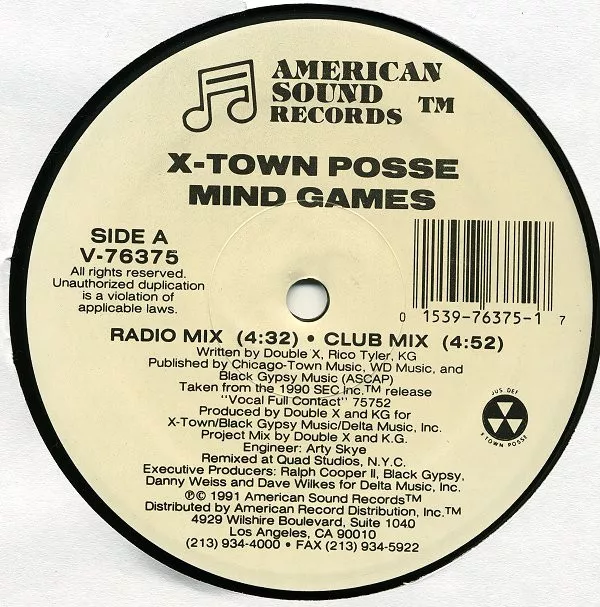 AMERICAN
SOUND
RECORDS ™
X-TOWN POSSE
MIND GAMES
SIDE A
V-76375
All rights reserved.
Unauthorized duplication
is a violation of
applicable laws.
0 1539-76375-1 7
RADIO MIX (4:32) • CLUB MIX (4:52)
Written by Double X, Rico Tyler, KG
Published by Chicago-Town Music, WD Music, and
Black Gypsy Music (ASCAP)
Taken from the 1990 SEC Inc.™ release
"Vocal Full Contact" 75752
Produced by Double X and KG for
X-Town/Black Gypsy Music/Delta Music, Inc.
Project Mix by Double X and K.G.
Engineer: Arty Skye
Remixed at Quad Studios, N.Y.C.
Executive Producers: Ralph Cooper II, Black Gypsy,
Danny Weiss and Dave Wilkes for Delta Music, Inc.
℗© 1991 American Sound Records™
Distributed by American Record Distribution, Inc.™
4929 Wilshire Boulevard, Suite 1040
Los Angeles, CA 90010
(213) 934-4000 • FAX (213) 934-5922
JUS DEF
X TOWN POSSE